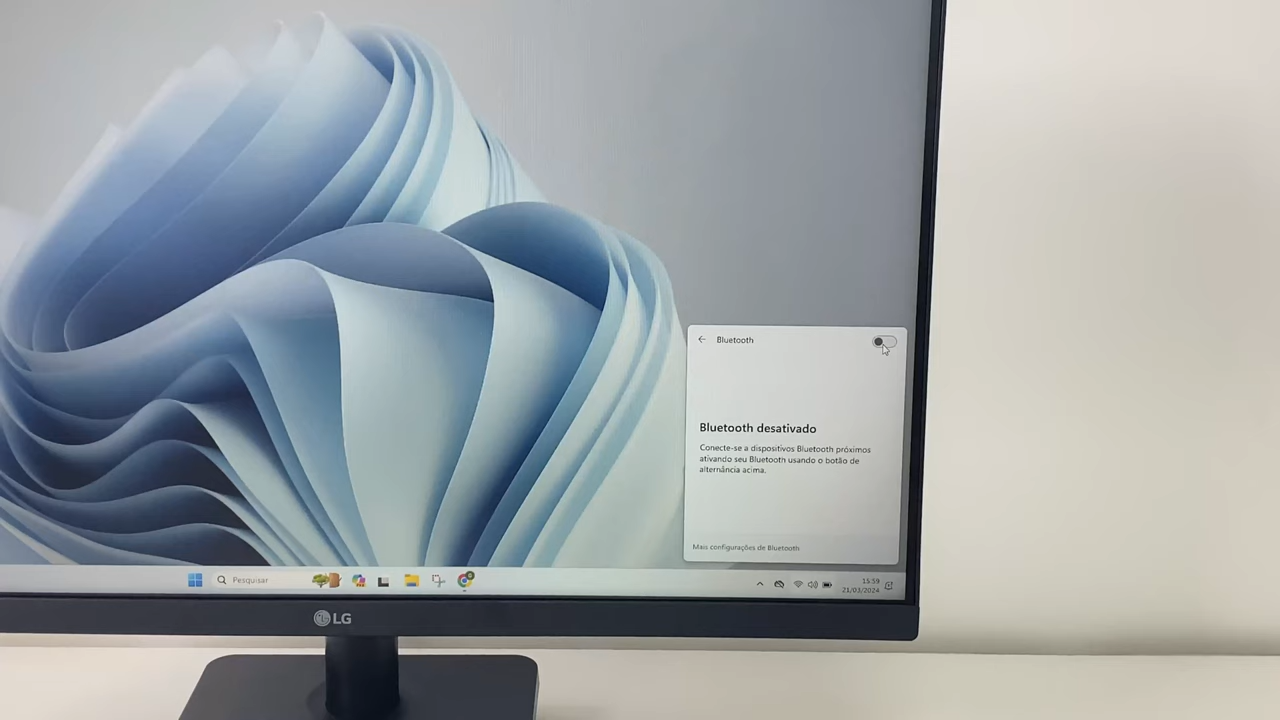 Bluetooth
Bluetooth desativado
Conecte-se a dispositivos Bluetooth próximos
ativando seu Bluetooth usando o botão de
alternância acima.
Mais configurações de Bluetooth
Pesquisar
15:59
21/03/2024
LG